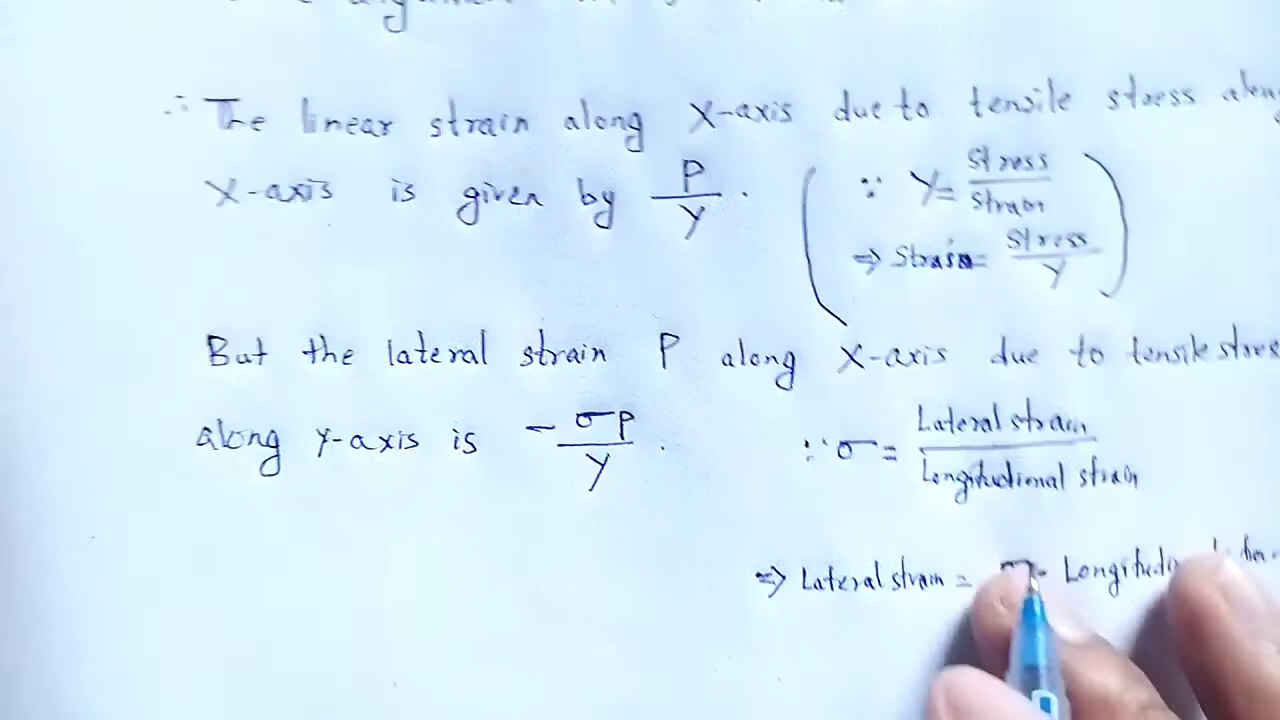 ∴ The linear strain along X-axis due to tensile stress along
X-axis is given by P/Y . ( ∵ Y = Stress/Strain
⇒ Strain = Stress/Y )
But the lateral strain P along X-axis due to tensile stress
along Y-axis is - σP/Y . ∵ σ = Lateral strain/Longitudinal strain
⇒ Lateral strain = σ